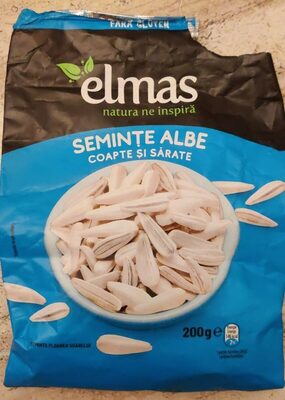 FĂRĂ GLUTEN
elmas
natura ne inspiră
SEMINȚE ALBE
COAPTE ȘI SĂRATE
200g e